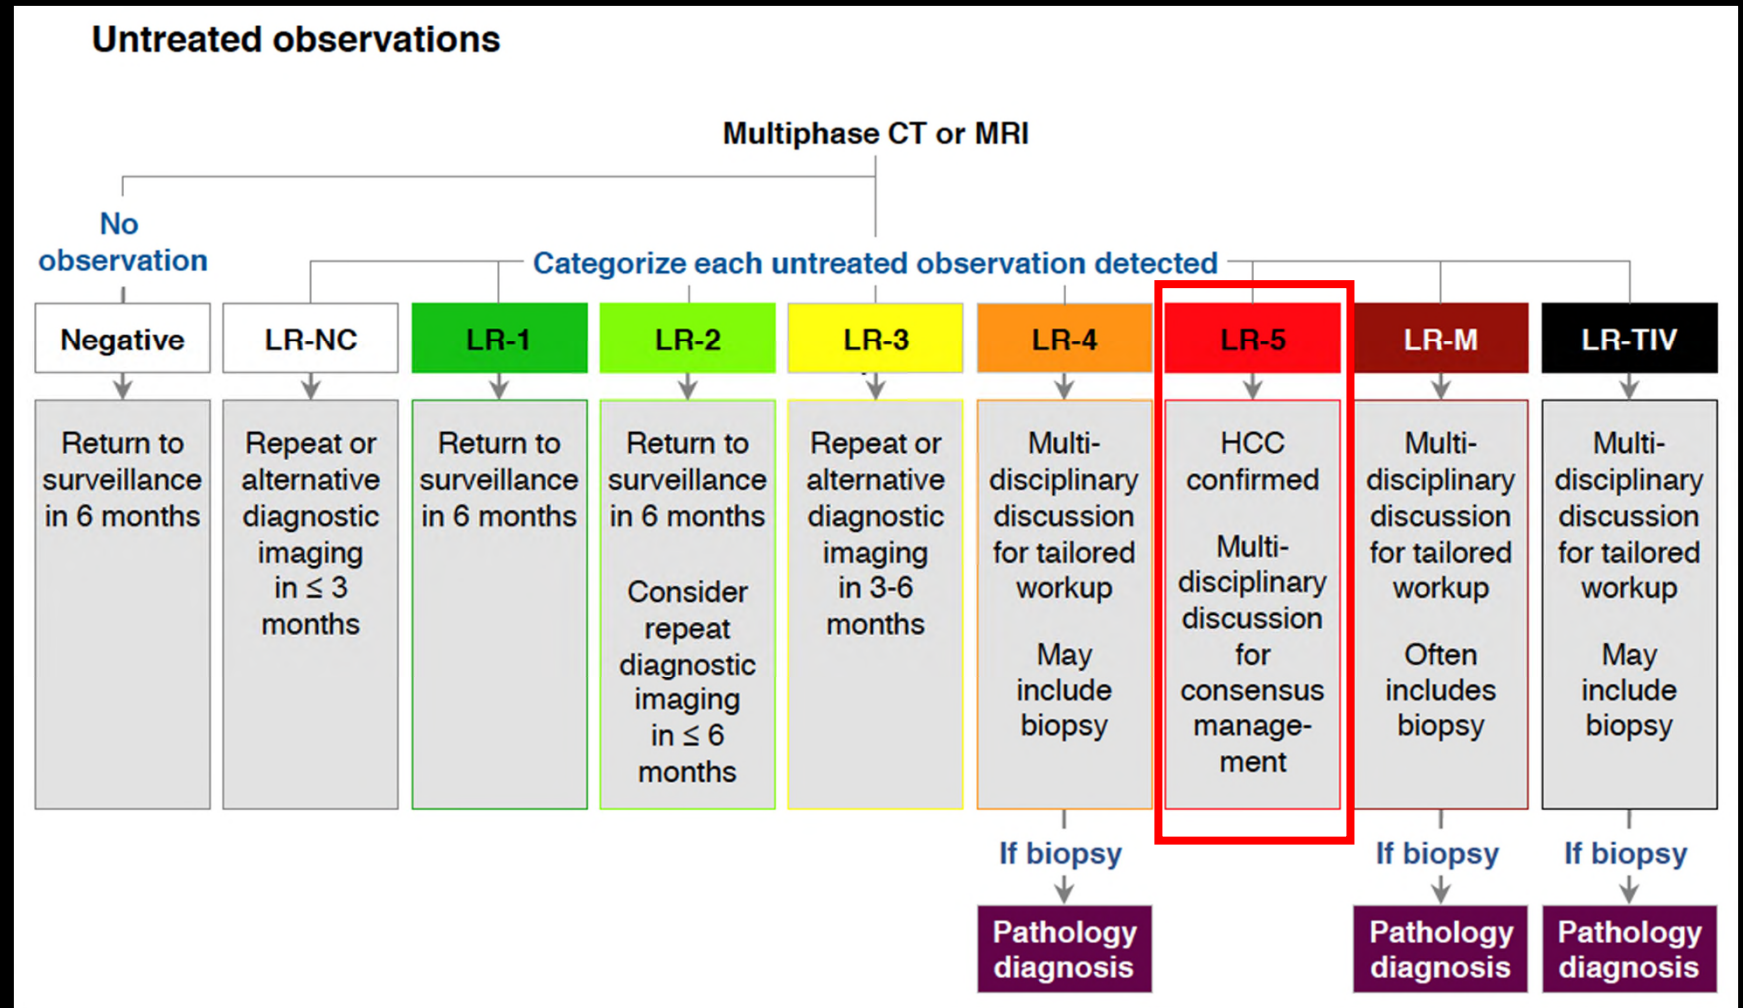 Untreated observations
Multiphase CT or MRI
No
observation
Categorize each untreated observation detected
Negative
Return to
surveillance
in 6 months
LR-NC
Repeat or
alternative
diagnostic
imaging
in ≤ 3
months
LR-1
Return to
surveillance
in 6 months
LR-2
Return to
surveillance
in 6 months
Consider
repeat
diagnostic
imaging
in ≤ 6
months
LR-3
Repeat or
alternative
diagnostic
imaging
in 3-6
months
LR-4
Multi-
disciplinary
discussion
for tailored
workup
May
include
biopsy
If biopsy
Pathology
diagnosis
LR-5
HCC
confirmed
Multi-
disciplinary
discussion
for
consensus
manage-
ment
LR-M
Multi-
disciplinary
discussion
for tailored
workup
Often
includes
biopsy
If biopsy
Pathology
diagnosis
LR-TIV
Multi-
disciplinary
discussion
for tailored
workup
May
include
biopsy
If biopsy
Pathology
diagnosis